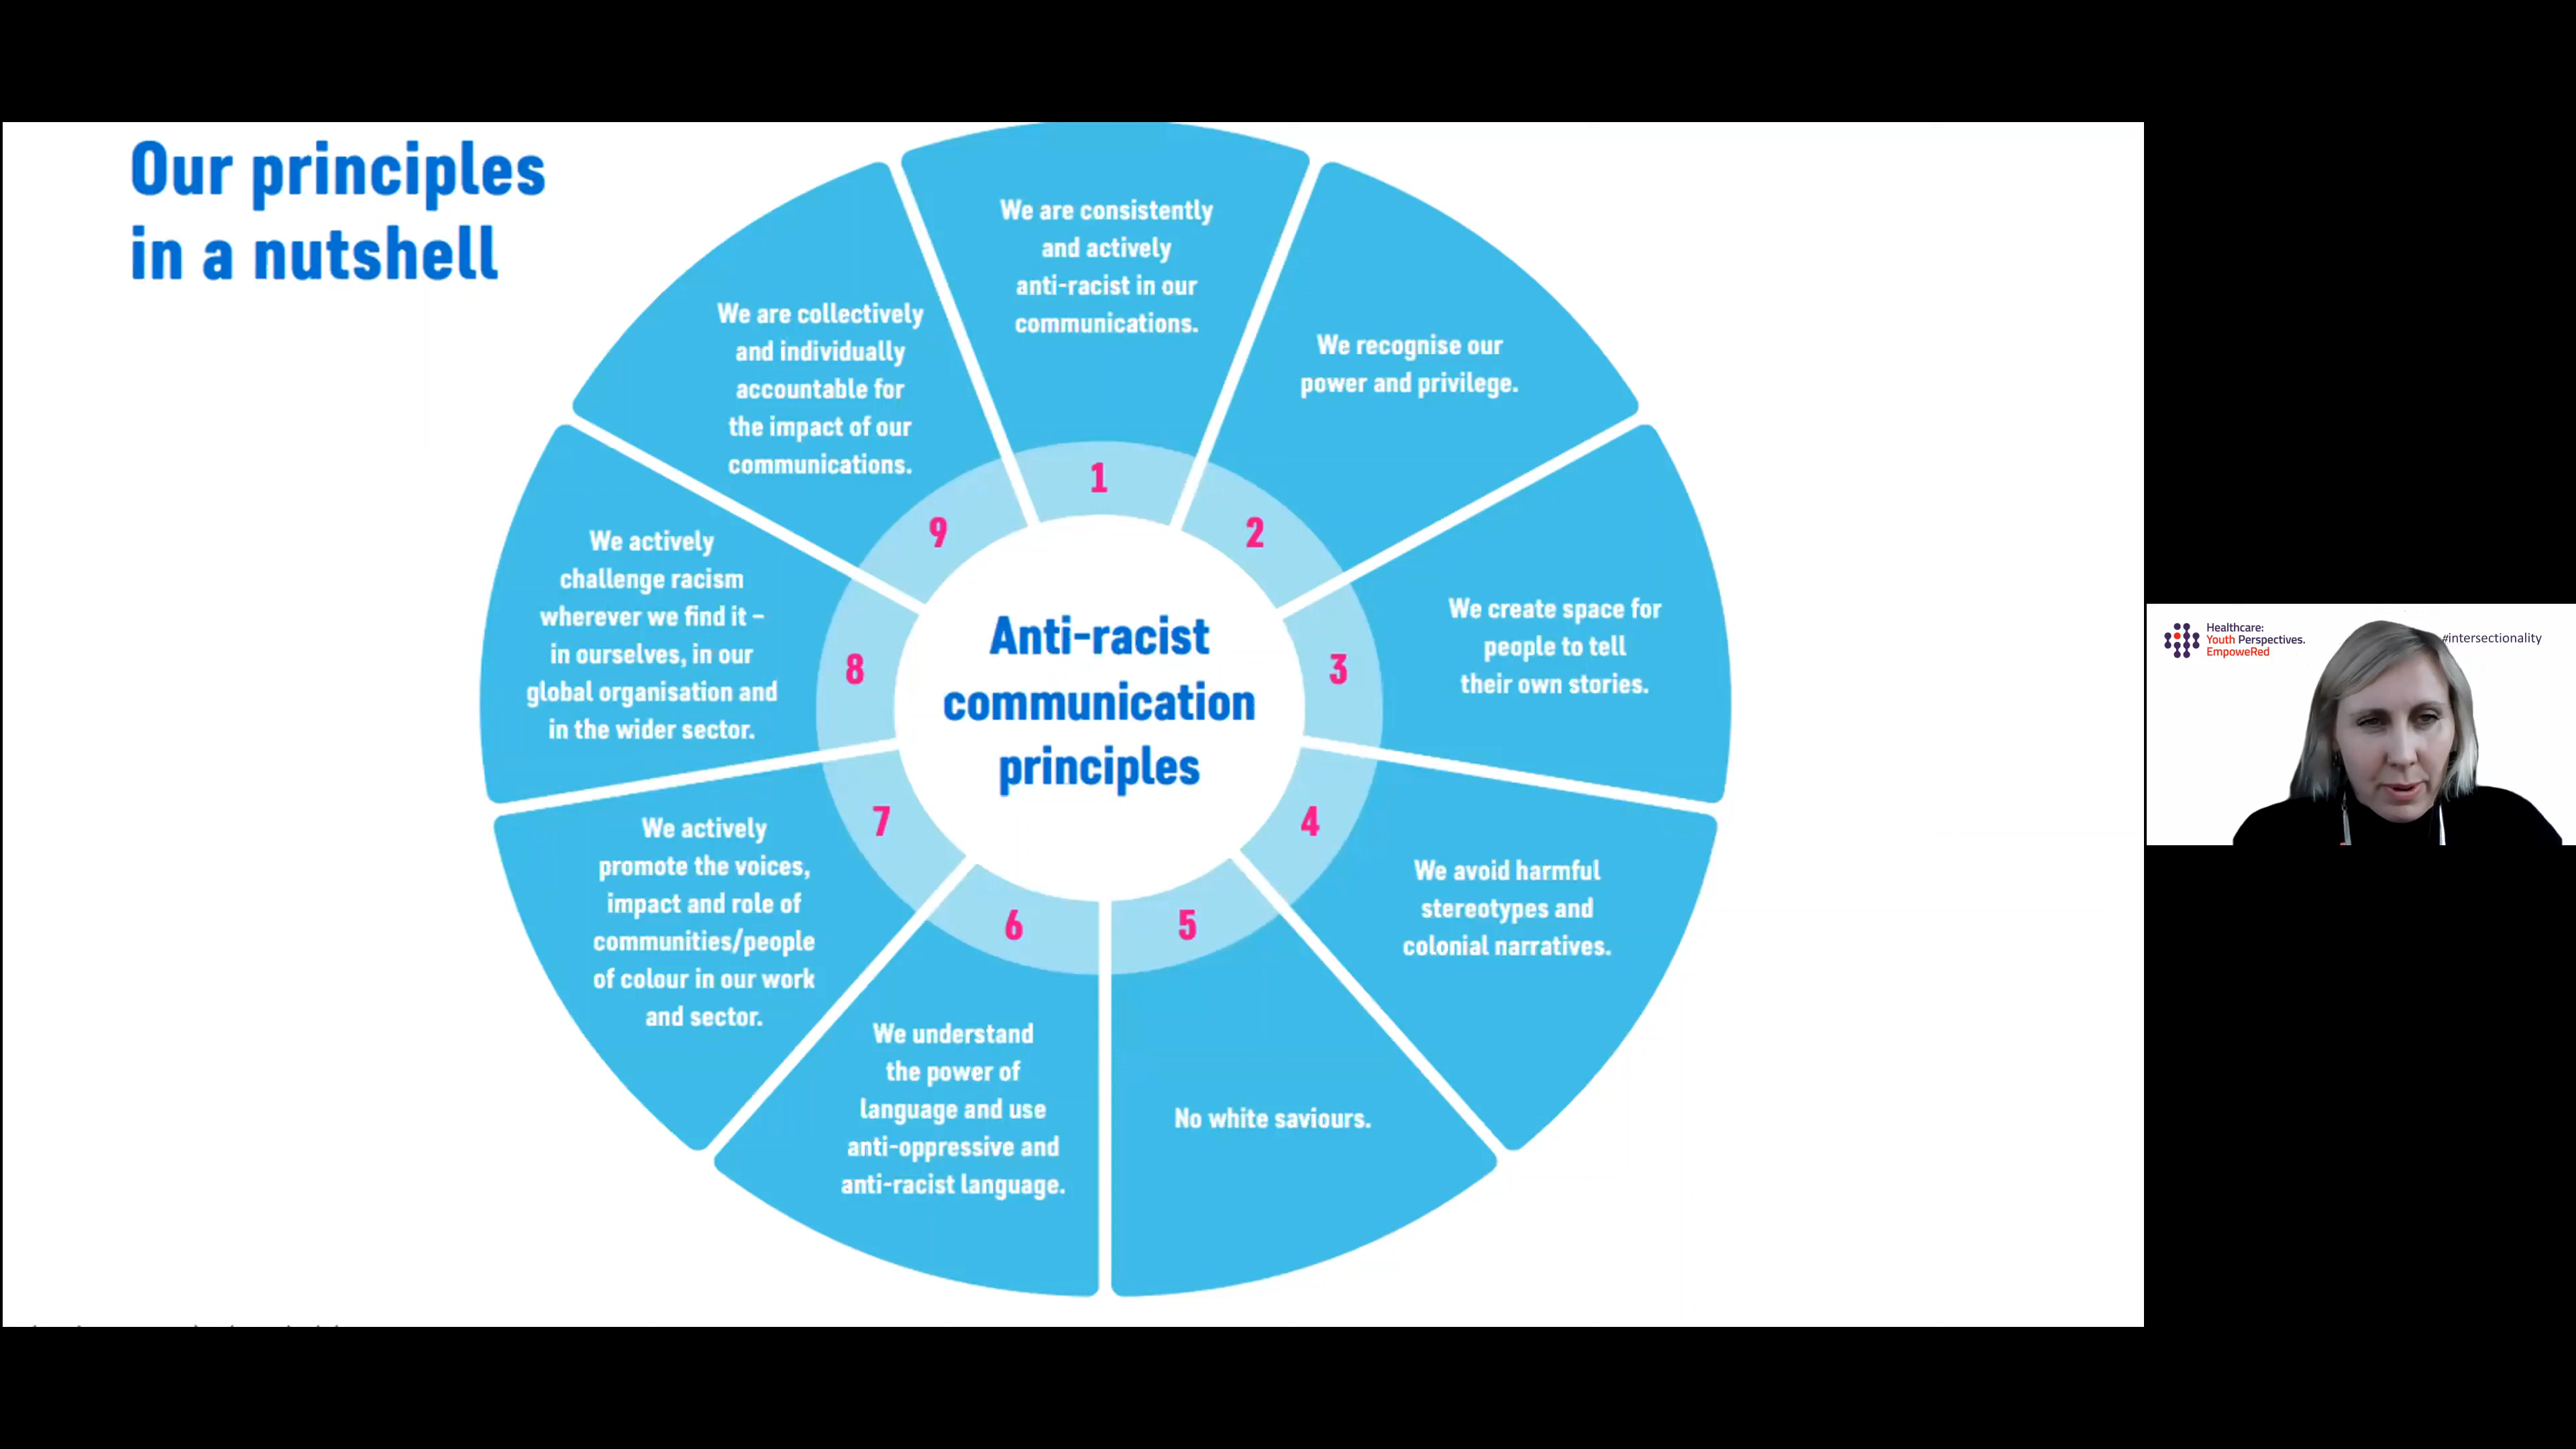 Our principles
in a nutshell
We are consistently
and actively
anti-racist in our
communications.
1
We recognise our
power and privilege.
2
We create space for
people to tell
their own stories.
3
We avoid harmful
stereotypes and
colonial narratives.
4
No white saviours.
5
We understand
the power of
language and use
anti-oppressive and
anti-racist language.
6
We actively
promote the voices,
impact and role of
communities/people
of colour in our work
and sector.
7
We actively
challenge racism
wherever we find it –
in ourselves, in our
global organisation and
in the wider sector.
8
We are collectively
and individually
accountable for
the impact of our
communications.
9
Anti-racist
communication
principles
Healthcare:
Youth Perspectives.
EmpoweRed
#intersectionality